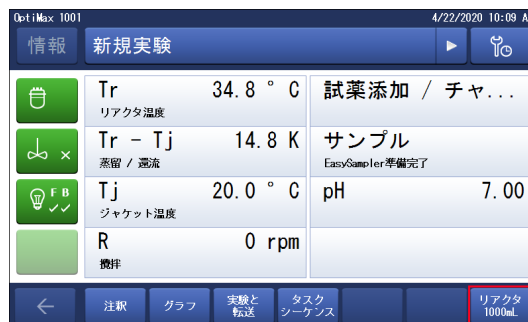 OptiMax 1001 4/22/2020 10:09 A
情報 新規実験
Tr 34.8 °C
リアクタ温度
試薬添加 / チャ...
Tr - Tj 14.8 K
蒸留 / 還流
サンプル
EasySampler準備完了
F B
Tj 20.0 °C
ジャケット温度
pH 7.00
R 0 rpm
攪拌
注釈
グラフ
実験と
転送
タス
シーケ
クンス
リアクタ
1000mL